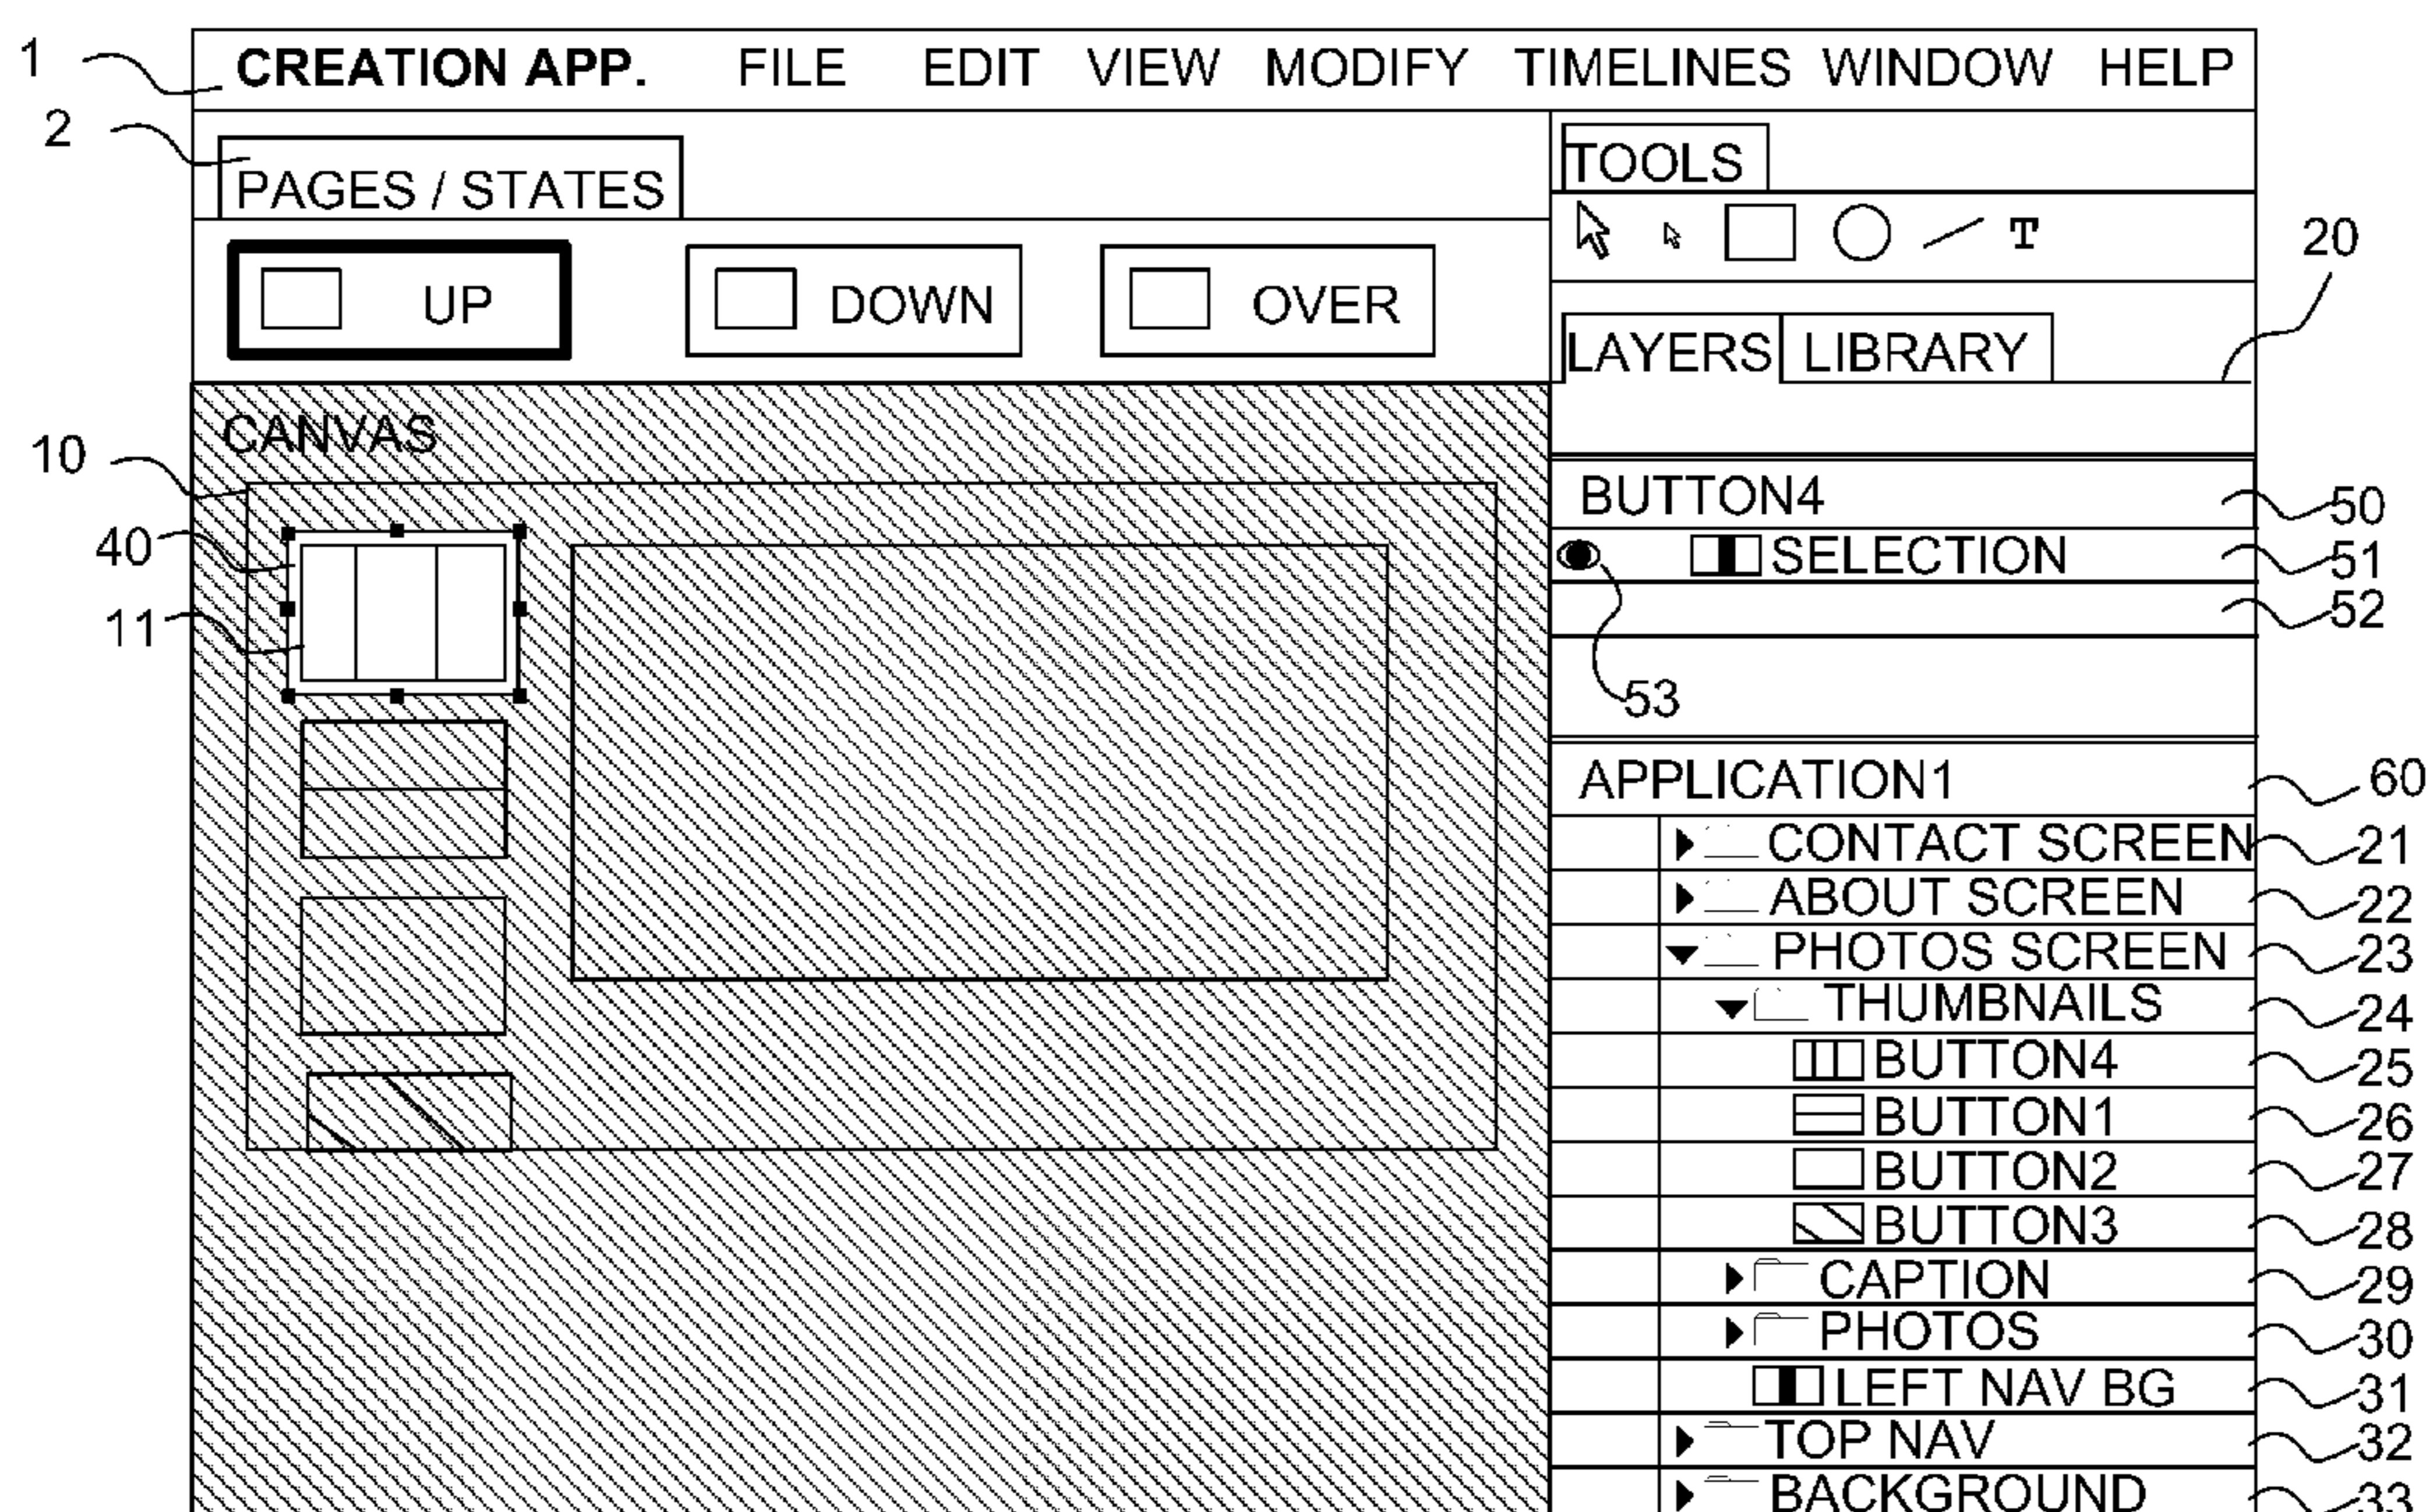 1 CREATION APP. FILE EDIT VIEW MODIFY TIMELINES WINDOW HELP
2 PAGES / STATES
TOOLS
T
UP DOWN OVER
20
LAYERS LIBRARY
CANVAS
10
40
11
BUTTON4 50
SELECTION 51
52
53
APPLICATION1 60
CONTACT SCREEN 21
ABOUT SCREEN 22
PHOTOS SCREEN 23
THUMBNAILS 24
BUTTON4 25
BUTTON1 26
BUTTON2 27
BUTTON3 28
CAPTION 29
PHOTOS 30
LEFT NAV BG 31
TOP NAV 32
BACKGROUND 33